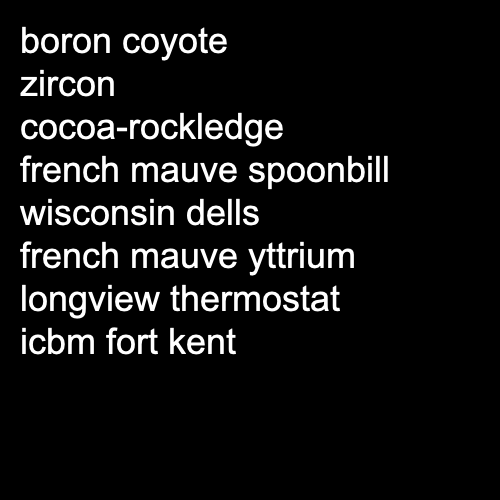 boron coyote
zircon
cocoa-rockledge
french mauve spoonbill
wisconsin dells
french mauve yttrium
longview thermostat
icbm fort kent